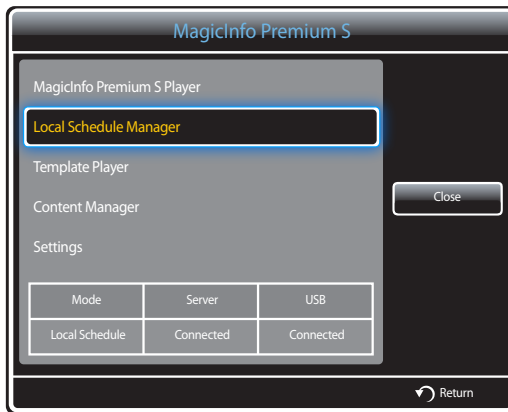 MagicInfo Premium S
MagicInfo Premium S Player
Local Schedule Manager
Template Player
Content Manager
Settings
Close
Mode Server USB
Local Schedule Connected Connected
Return